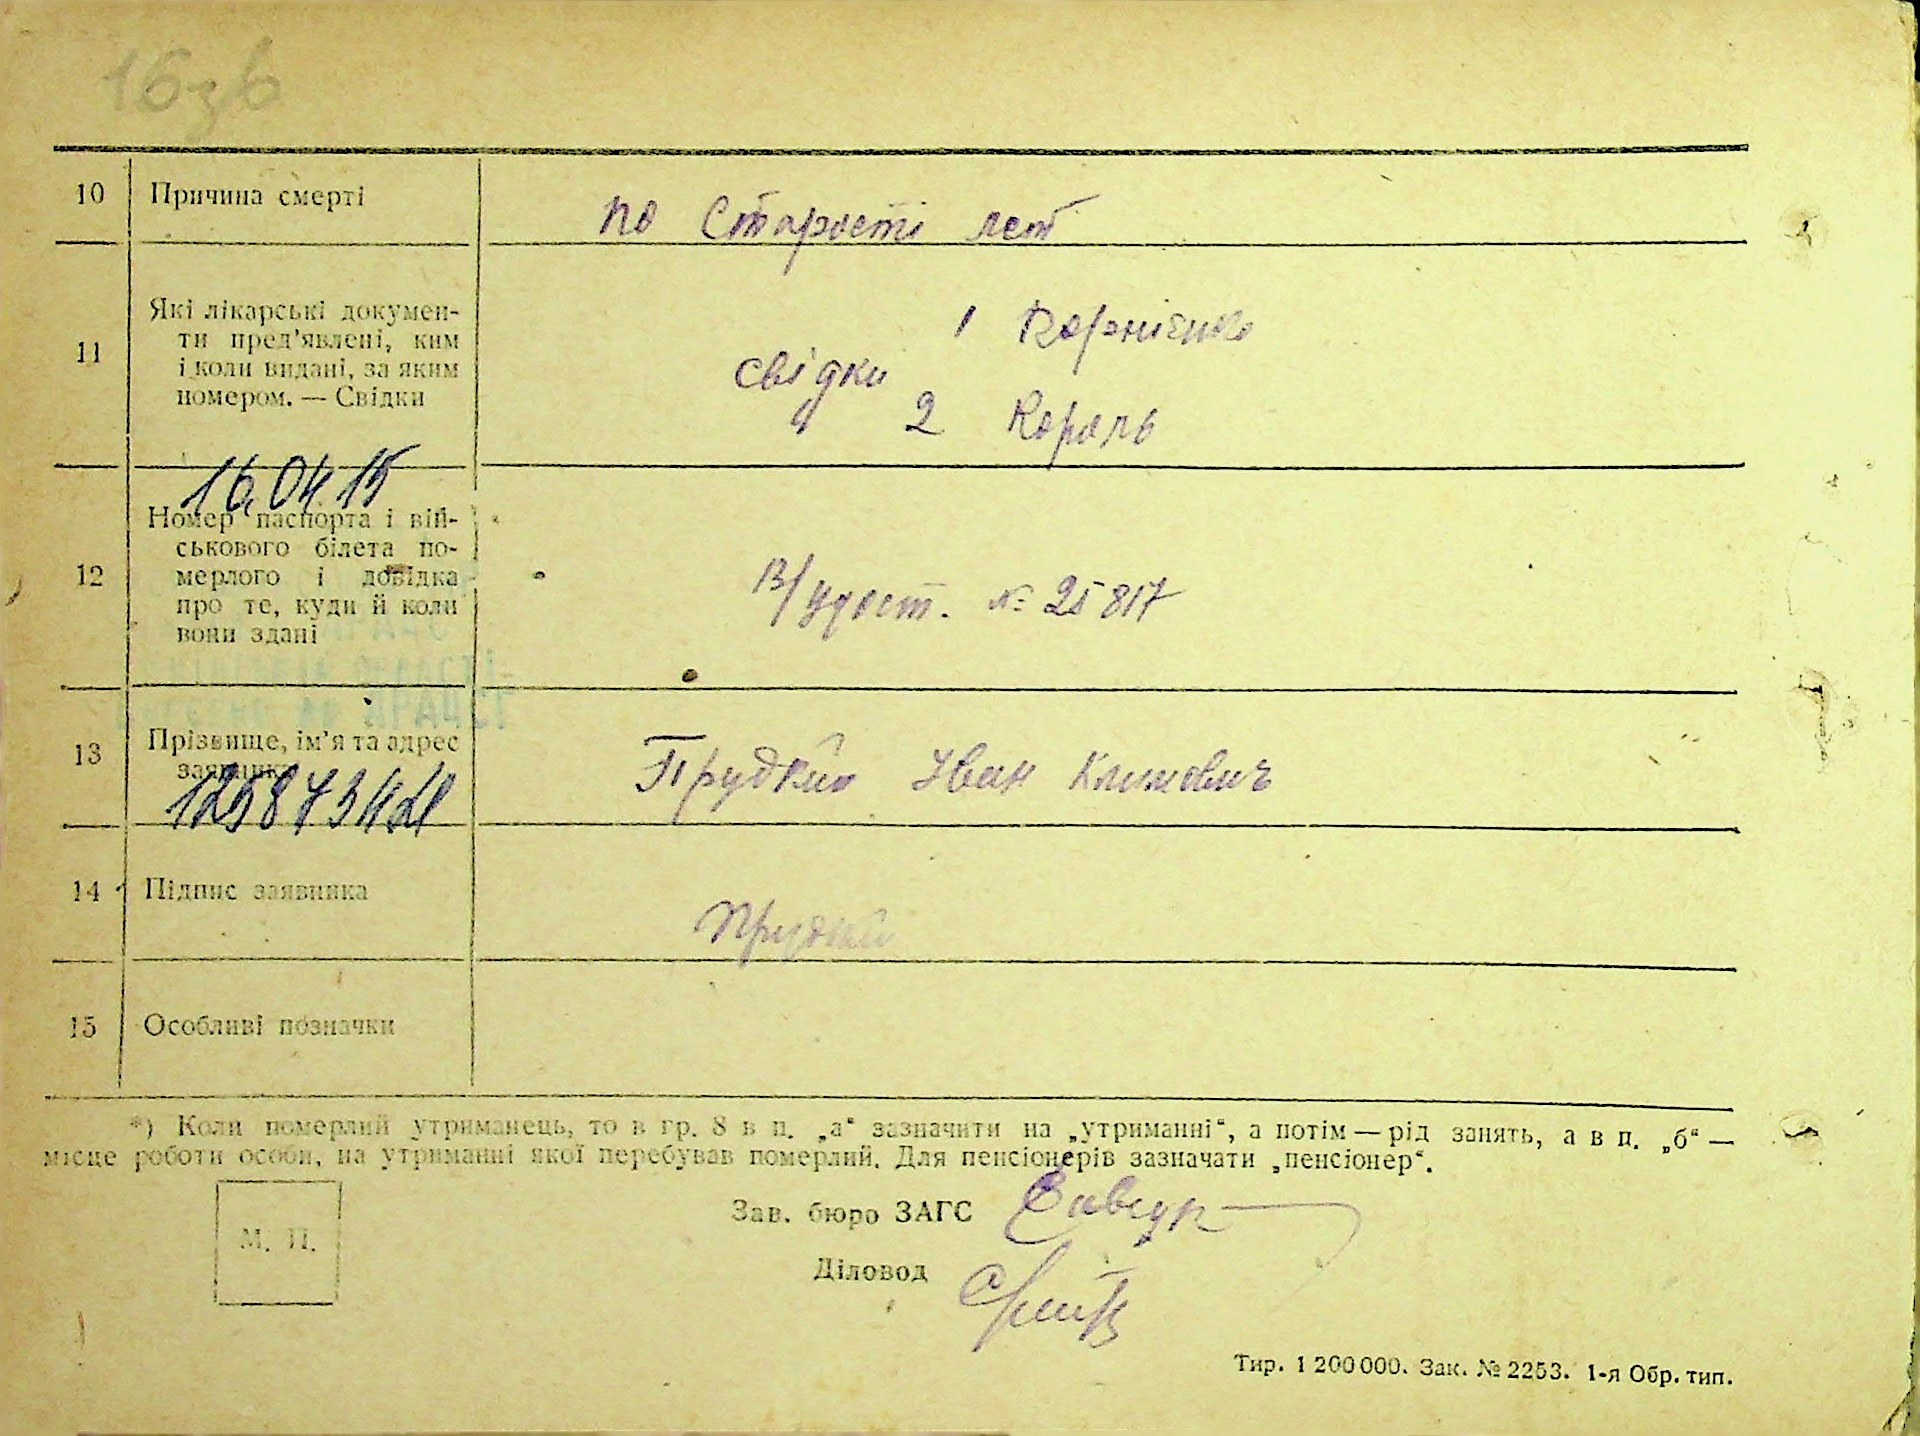 16зв
10 Причина смерті по Старості лет
11 Які лікарські докумен-
ти пред'явлені, ким
і коли видані, за яким
номером. — Свідки
1 Корнієнко
свідки
2 Король
16.04.15
12 Номер паспорта і вій-
ськового білета по-
мерлого і довідка
про те, куди й коли
вони здані
В/удост. № 25817
13 Прізвище, ім'я та адрес
заявника
Прудкий Іван Климович
14 Підпис заявника
Прудкий
15 Особливі позначки
*) Коли померлий утриманець, то в гр. 8 в п. „а“ зазначити на „утриманні“, а потім — рід занять, а в п. „б“ —
місце роботи особи, на утриманні якої перебував померлий. Для пенсіонерів зазначати „пенсіонер“.
М. П.
Зав. бюро ЗАГС
Діловод
Тир. 1 200 000. Зак. № 2253. 1-я Обр. тип.